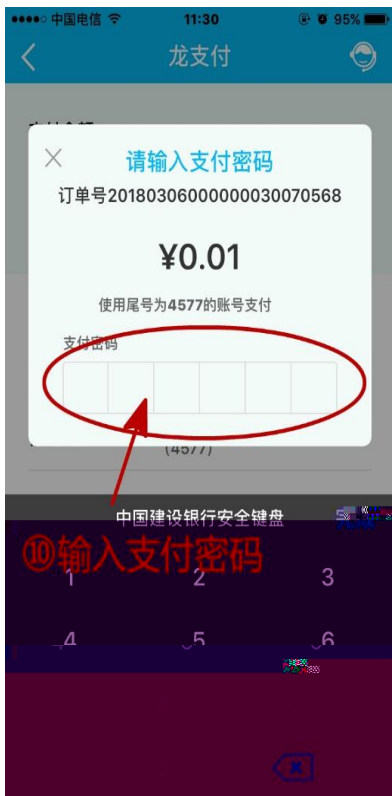 中国电信 11:30 95%
龙支付
请输入支付密码
订单号20180306000000030070568
¥0.01
使用尾号为4577的账号支付
支付密码
(4577)
中国建设银行安全键盘
⑩输入支付密码
1 2 3
4 5 6